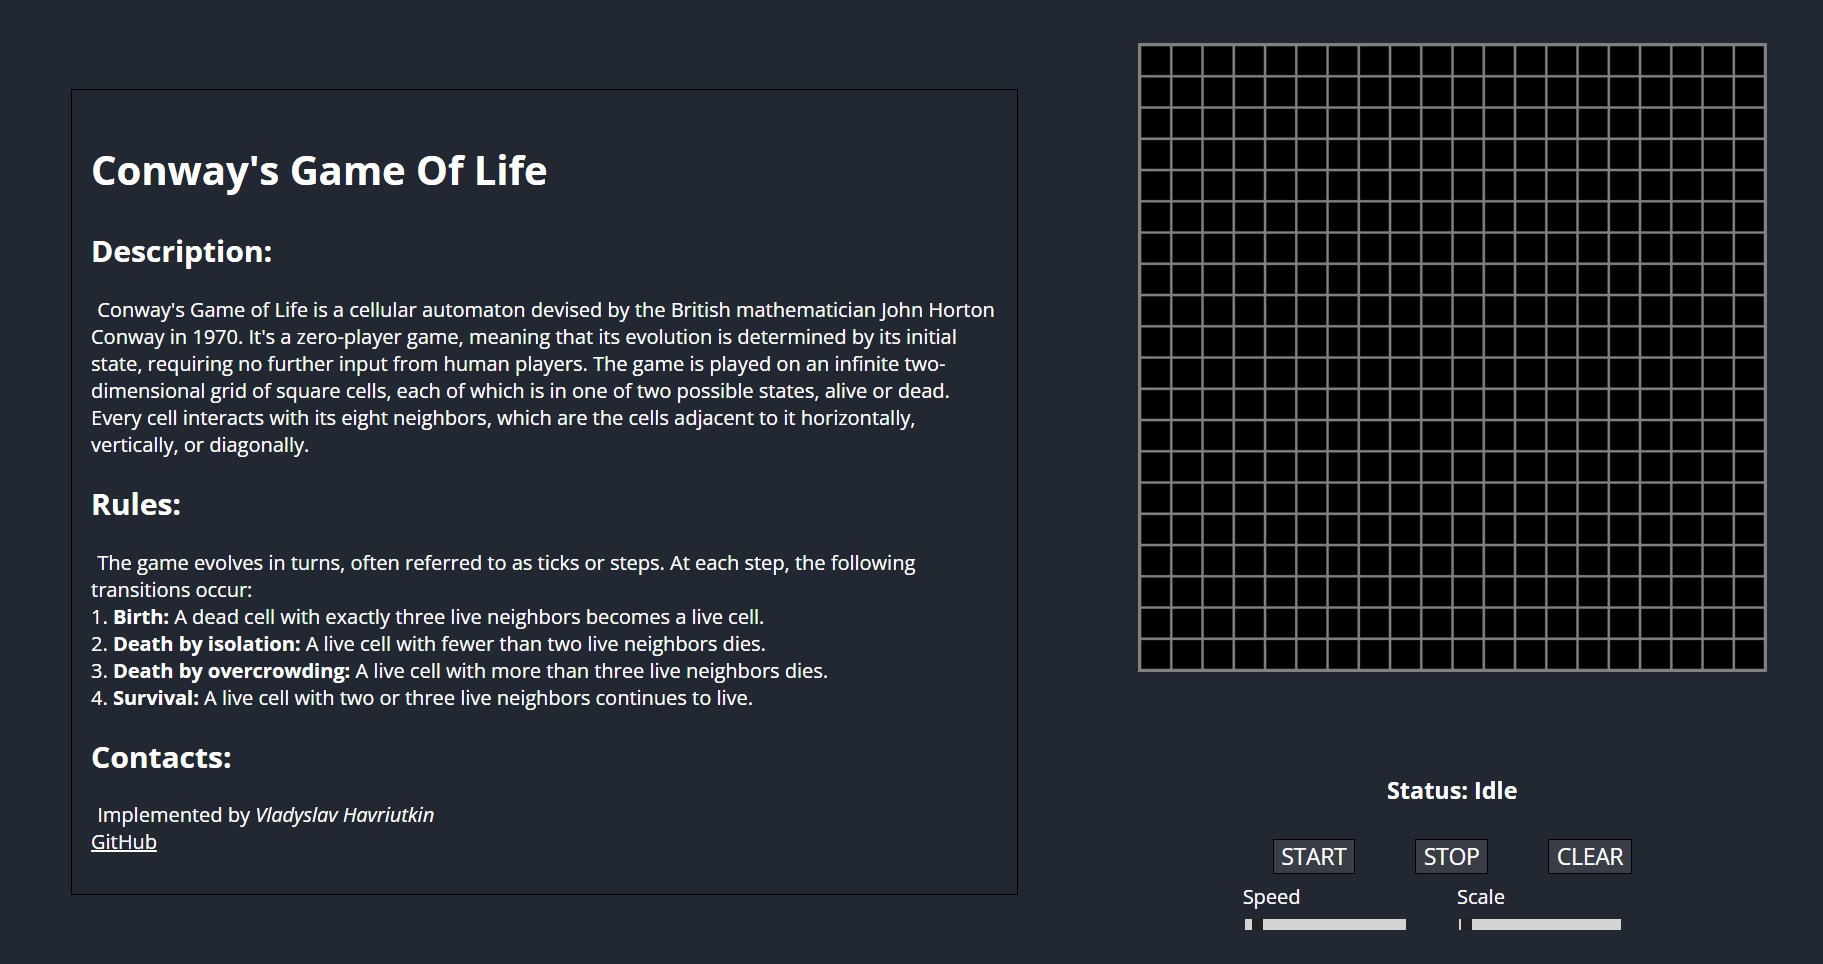 Conway's Game Of Life
Description:
Conway's Game of Life is a cellular automaton devised by the British mathematician John Horton
Conway in 1970. It's a zero-player game, meaning that its evolution is determined by its initial
state, requiring no further input from human players. The game is played on an infinite two-
dimensional grid of square cells, each of which is in one of two possible states, alive or dead.
Every cell interacts with its eight neighbors, which are the cells adjacent to it horizontally,
vertically, or diagonally.
Rules:
The game evolves in turns, often referred to as ticks or steps. At each step, the following
transitions occur:
1. Birth: A dead cell with exactly three live neighbors becomes a live cell.
2. Death by isolation: A live cell with fewer than two live neighbors dies.
3. Death by overcrowding: A live cell with more than three live neighbors dies.
4. Survival: A live cell with two or three live neighbors continues to live.
Contacts:
Implemented by Vladyslav Havriutkin
GitHub
Status: Idle
START STOP CLEAR
Speed Scale